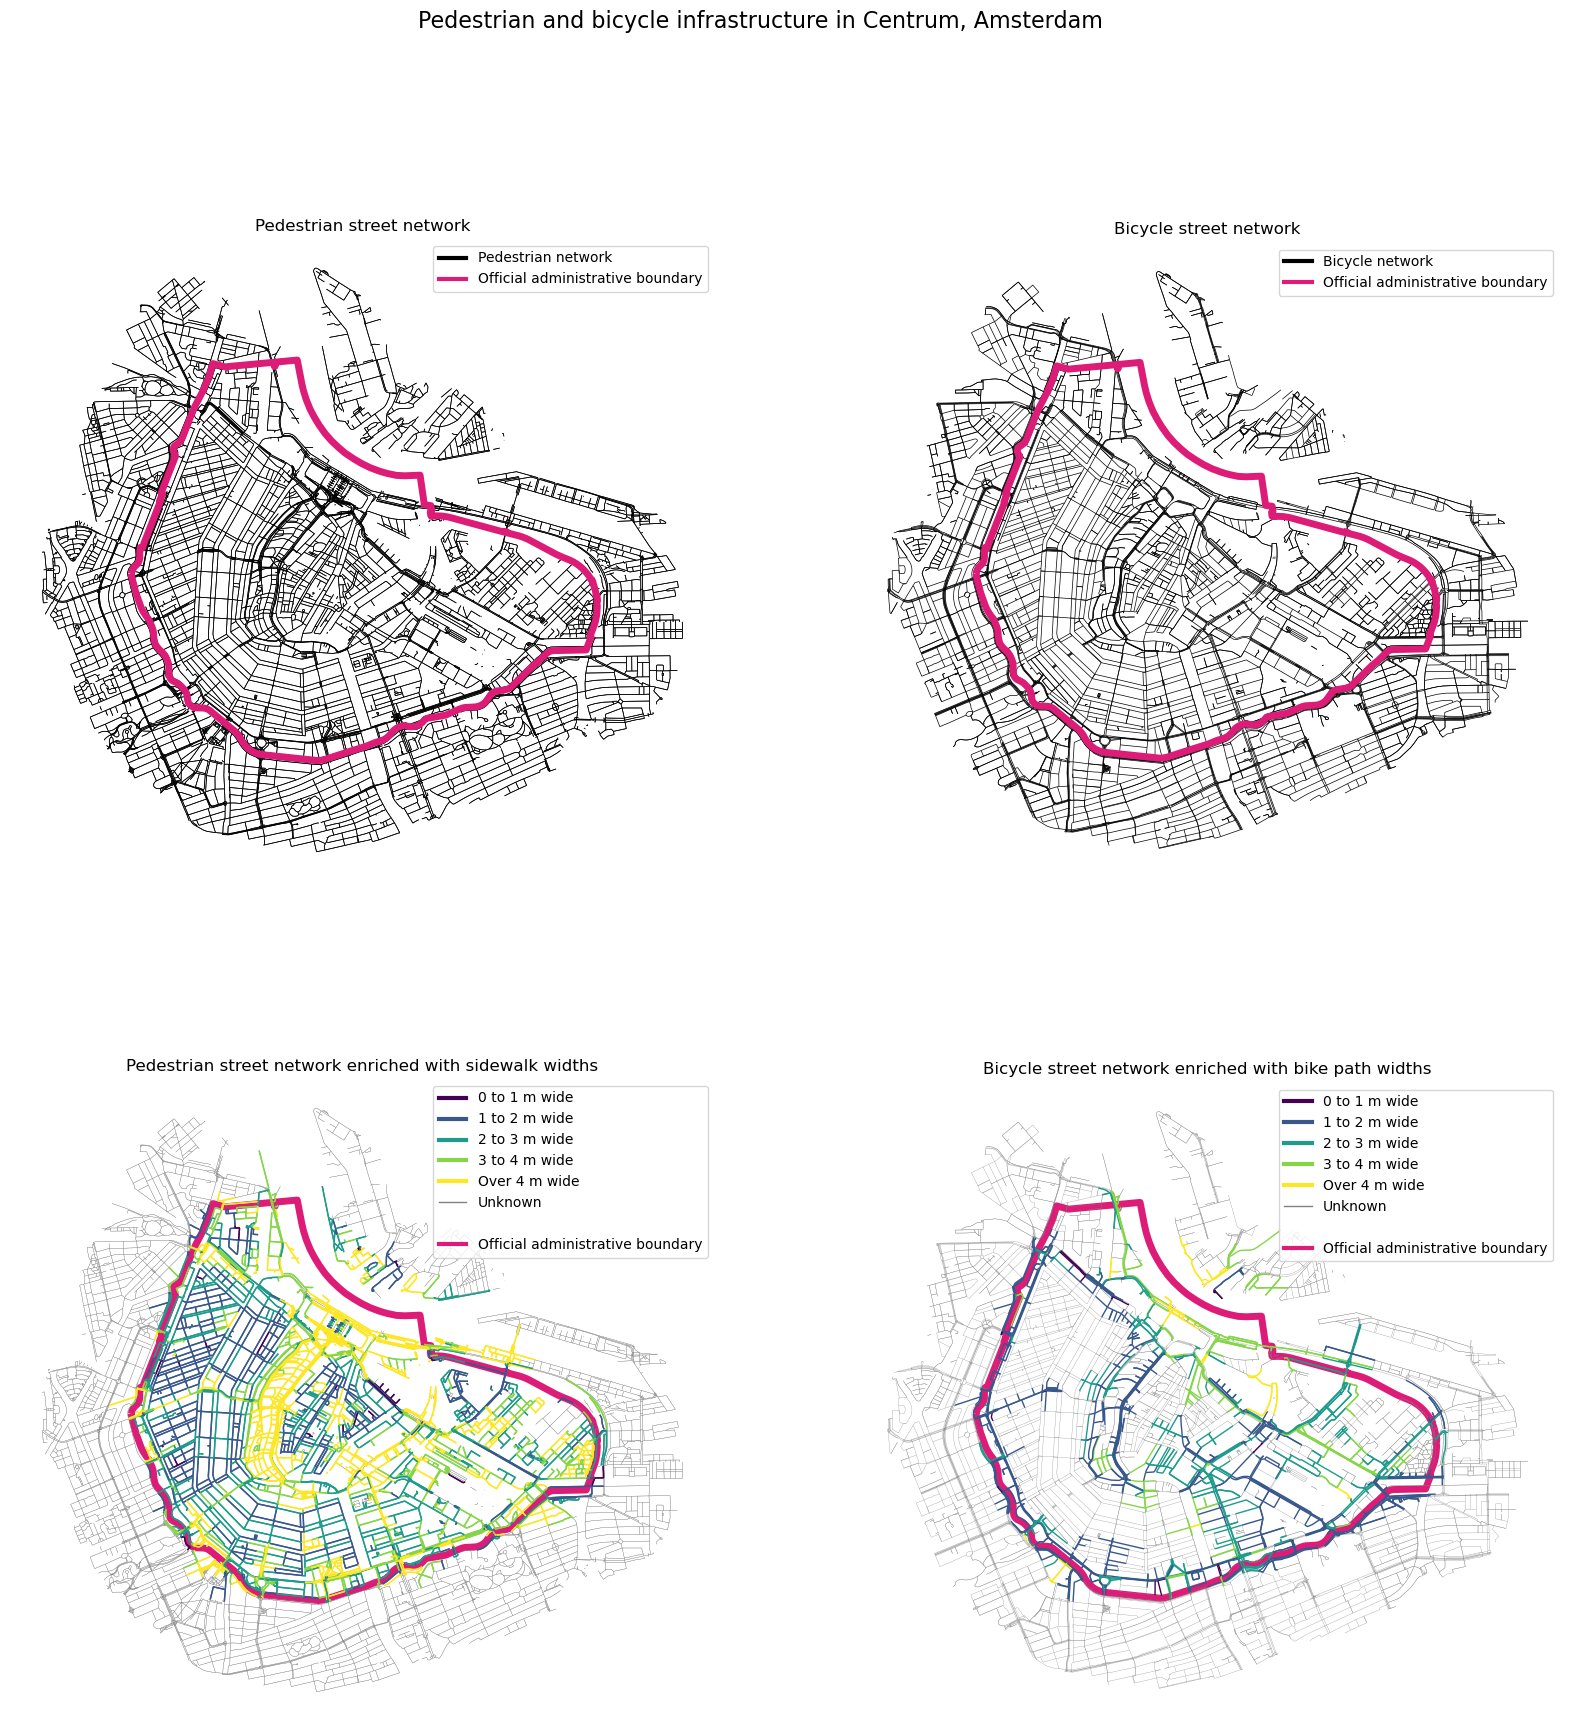 Pedestrian and bicycle infrastructure in Centrum, Amsterdam
Pedestrian street network
Pedestrian network
Official administrative boundary
Bicycle street network
Bicycle network
Official administrative boundary
Pedestrian street network enriched with sidewalk widths
0 to 1 m wide
1 to 2 m wide
2 to 3 m wide
3 to 4 m wide
Over 4 m wide
Unknown
Official administrative boundary
Bicycle street network enriched with bike path widths
0 to 1 m wide
1 to 2 m wide
2 to 3 m wide
3 to 4 m wide
Over 4 m wide
Unknown
Official administrative boundary